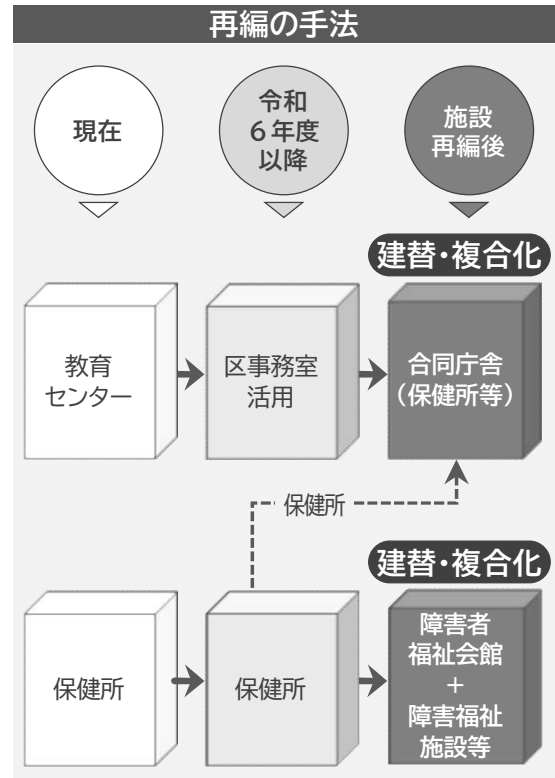 再編の手法
現在
令和
6年度
以降
施設
再編後
建替・複合化
教育
センター
区事務室
活用
合同庁舎
(保健所等)
保健所
建替・複合化
保健所
保健所
障害者
福祉会館
+
障害福祉
施設等